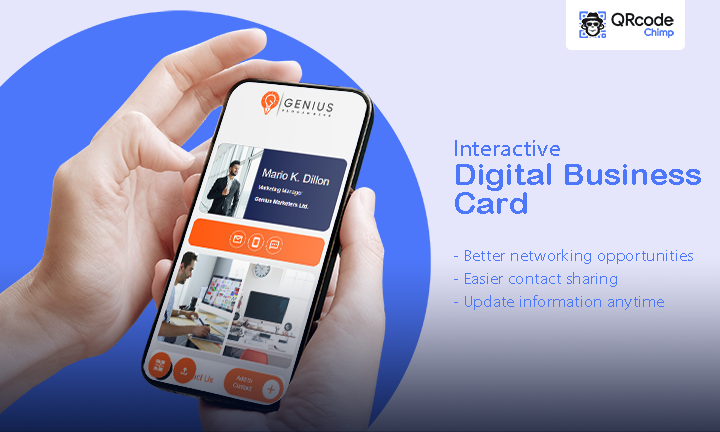 QRcode
Chimp
GENIUS
Mario K. Dillon
Marketing Manager
Genius Marketers Ltd.
Interactive
Digital Business
Card
- Better networking opportunities
- Easier contact sharing
- Update information anytime
Us
Add to
Contact